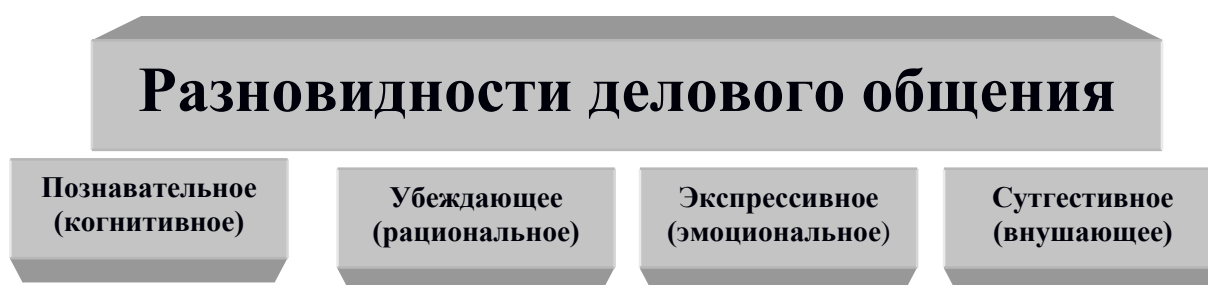 Разновидности делового общения
Познавательное
(когнитивное)
Убеждающее
(рациональное)
Экспрессивное
(эмоциональное)
Сутгестивное
(внушающее)